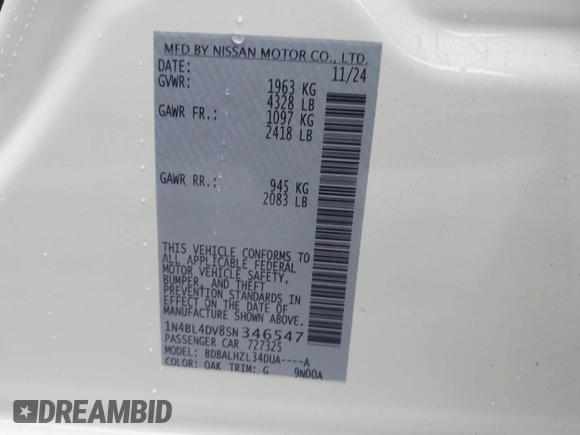 MFD BY NISSAN MOTOR CO., LTD.
DATE: 11/24
GVWR: 1963 KG
4328 LB
GAWR FR.: 1097 KG
2418 LB
GAWR RR.: 945 KG
2083 LB
THIS VEHICLE CONFORMS TO
ALL APPLICABLE FEDERAL
MOTOR VEHICLE SAFETY,
BUMPER, AND THEFT
PREVENTION STANDARDS IN
EFFECT ON THE DATE OF
MANUFACTURE SHOWN ABOVE.
1N4BL4DV8SN346547
PASSENGER CAR 727325
MODEL: BDBALHZL34DUA----A
COLOR: QAK TRIM: G 9N00A
DREAMBID